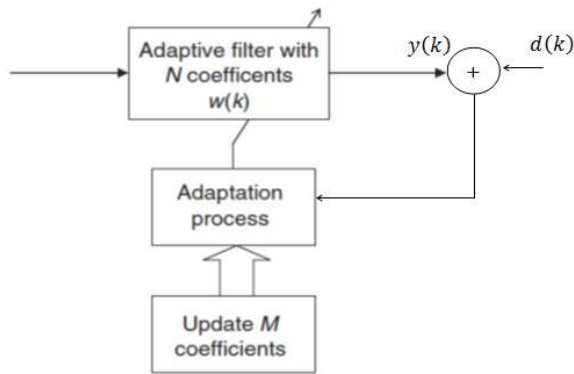 Adaptive filter with
N coefficents
w(k)
y(k)
d(k)
+
Adaptation
process
Update M
coefficients